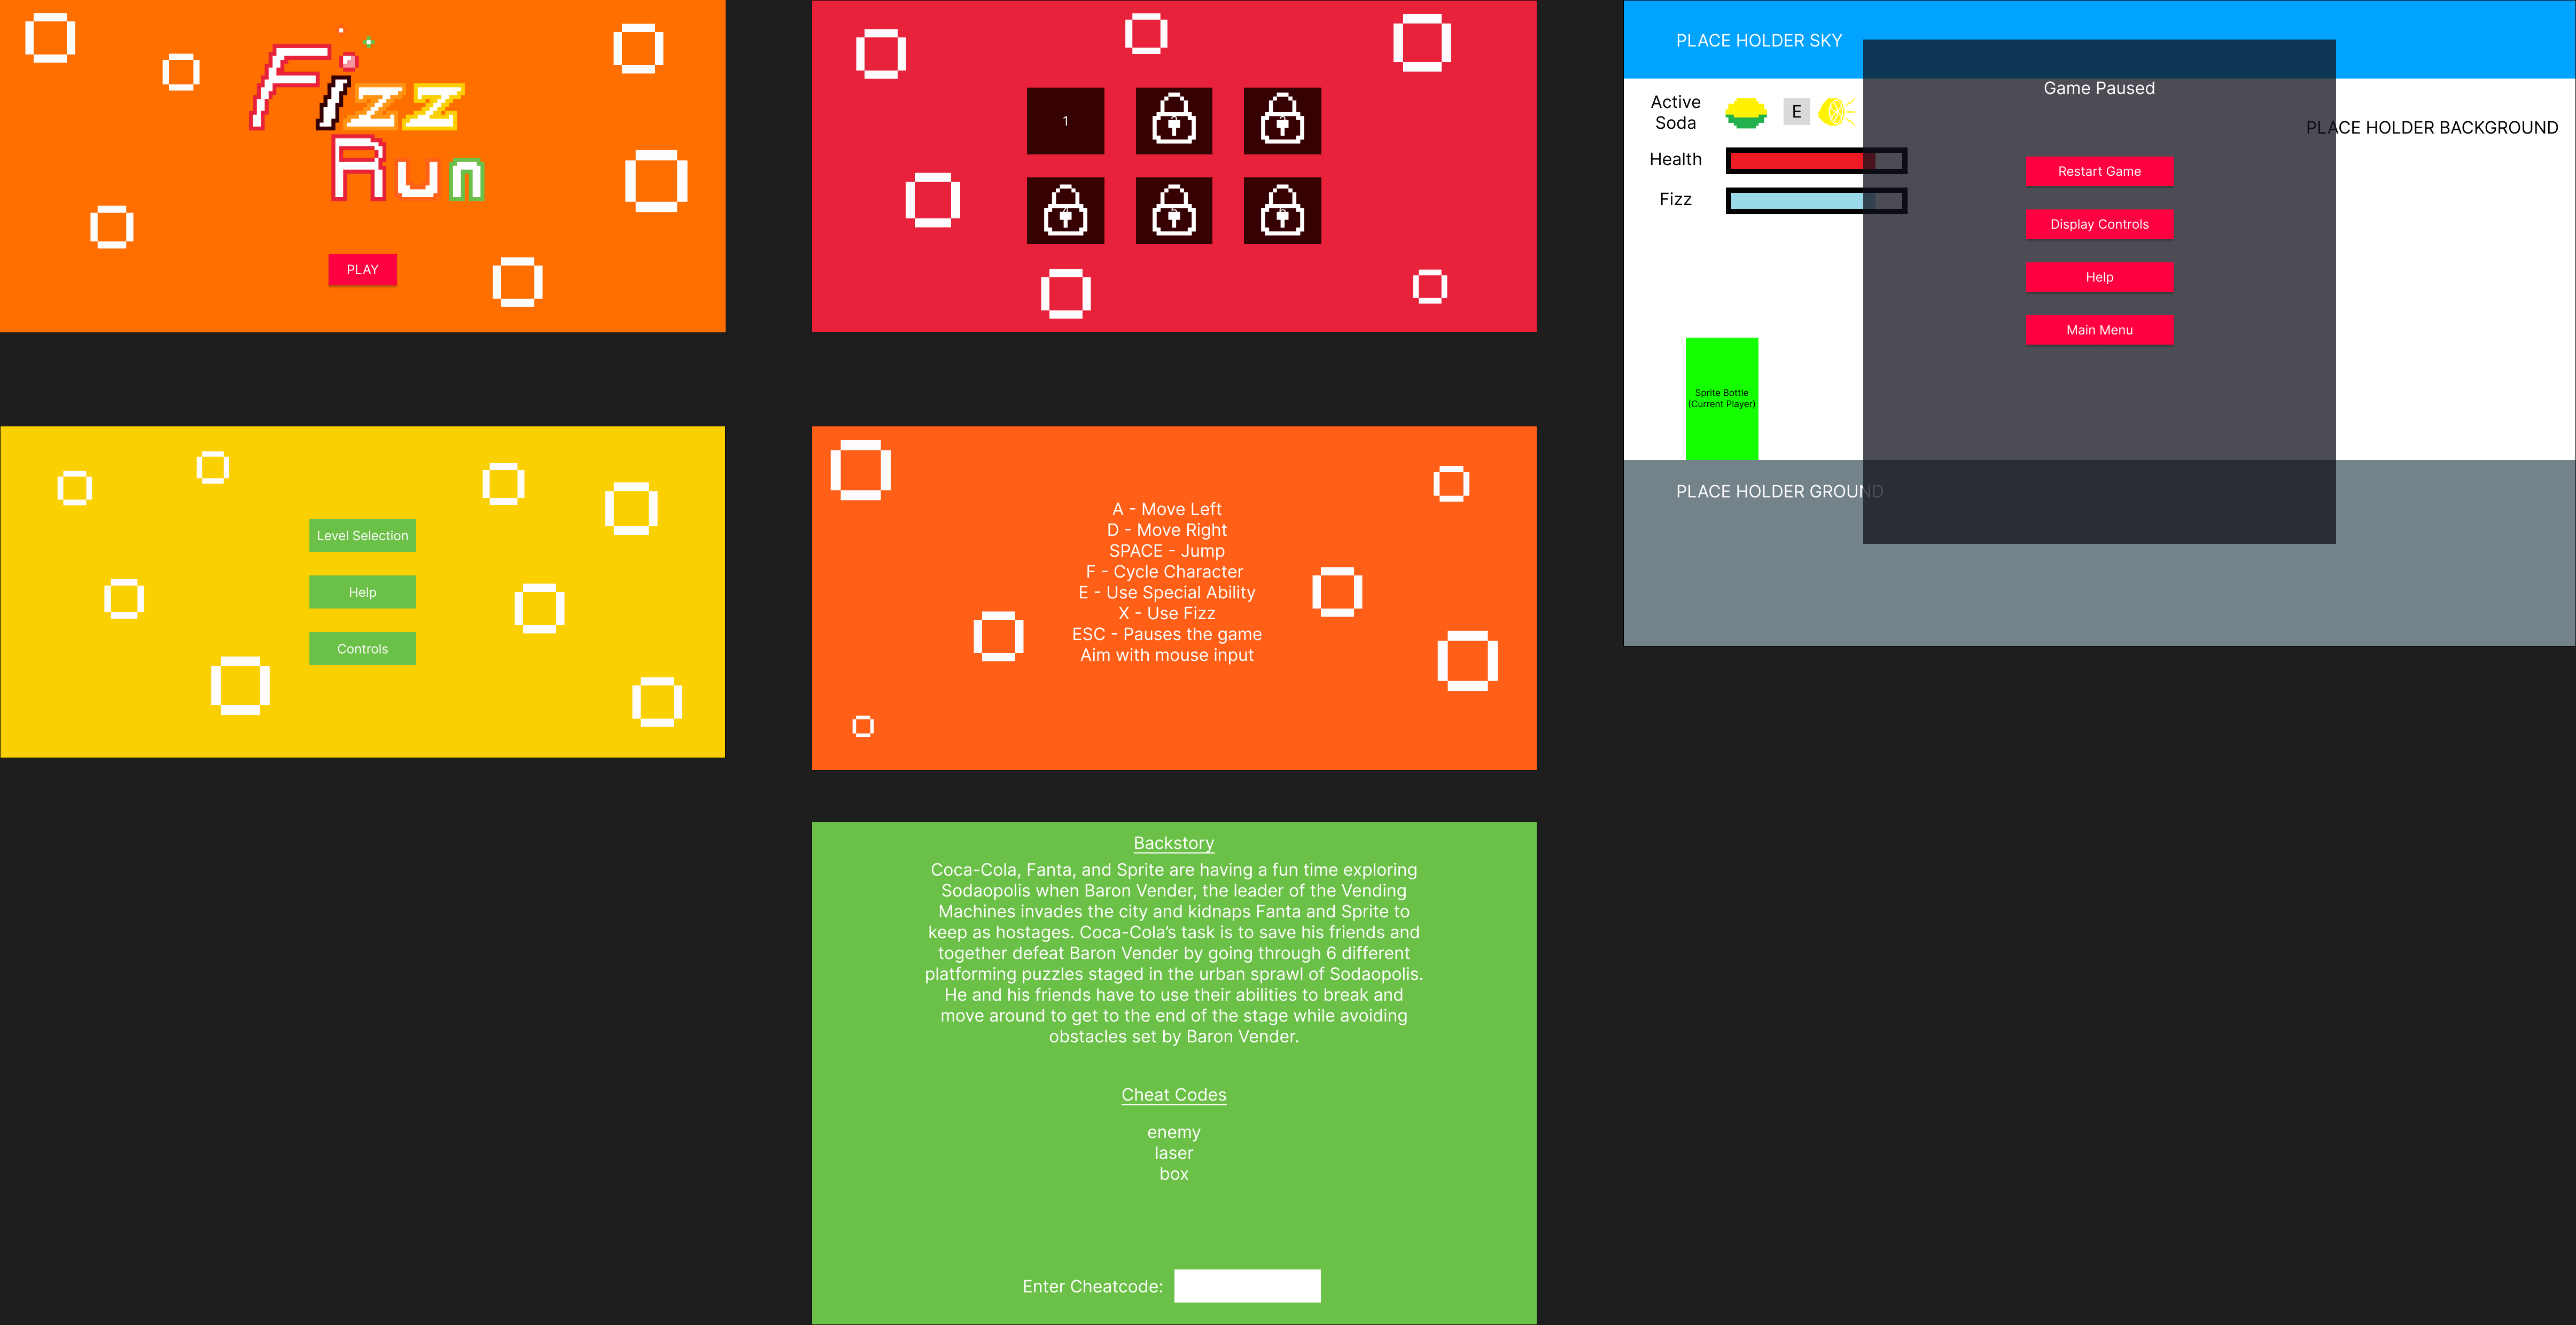 Fizz
Run
PLAY
1
Level Selection
Help
Controls
A - Move Left
D - Move Right
SPACE - Jump
F - Cycle Character
E - Use Special Ability
X - Use Fizz
ESC - Pauses the game
Aim with mouse input
Backstory
Coca-Cola, Fanta, and Sprite are having a fun time exploring
Sodaopolis when Baron Vender, the leader of the Vending
Machines invades the city and kidnaps Fanta and Sprite to
keep as hostages. Coca-Cola’s task is to save his friends and
together defeat Baron Vender by going through 6 different
platforming puzzles staged in the urban sprawl of Sodaopolis.
He and his friends have to use their abilities to break and
move around to get to the end of the stage while avoiding
obstacles set by Baron Vender.
Cheat Codes
enemy
laser
box
Enter Cheatcode:
PLACE HOLDER SKY
Active
Soda
E
Health
Fizz
Game Paused
PLACE HOLDER BACKGROUND
Restart Game
Display Controls
Help
Main Menu
Sprite Bottle
(Current Player)
PLACE HOLDER GROUND